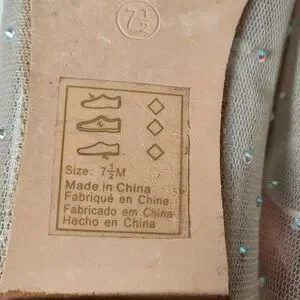 7½
Size: 7½M
Made in China
Fabriqué en Chine
Fabricado em China
Hecho en China